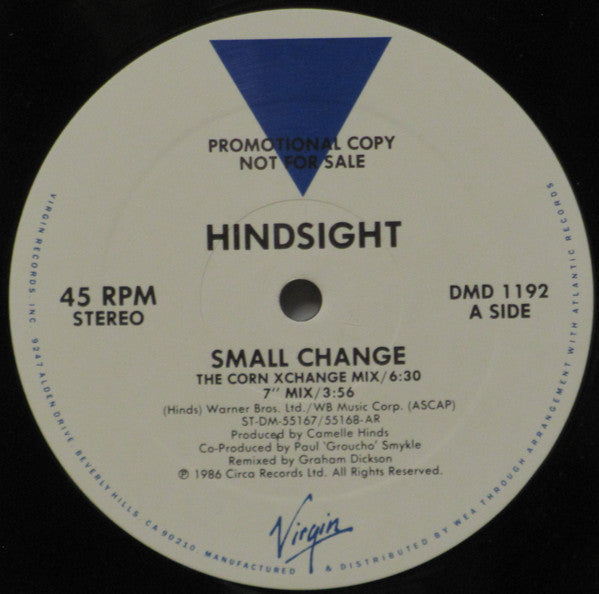 PROMOTIONAL COPY
NOT FOR SALE
HINDSIGHT
45 RPM
STEREO
DMD 1192
A SIDE
SMALL CHANGE
THE CORN XCHANGE MIX/6:30
7" MIX/3:56
(Hinds) Warner Bros. Ltd./WB Music Corp. (ASCAP)
ST-DM-55167/55168-AR
Produced by Camelle Hinds
Co-Produced by Paul 'Groucho' Smykle
Remixed by Graham Dickson
℗ 1986 Circa Records Ltd. All Rights Reserved.
Virgin
VIRGIN RECORDS, INC. 9247 ALDEN DRIVE, BEVERLY HILLS, CA 90210. MANUFACTURED & DISTRIBUTED BY WEA THROUGH ARRANGEMENT WITH ATLANTIC RECORDS